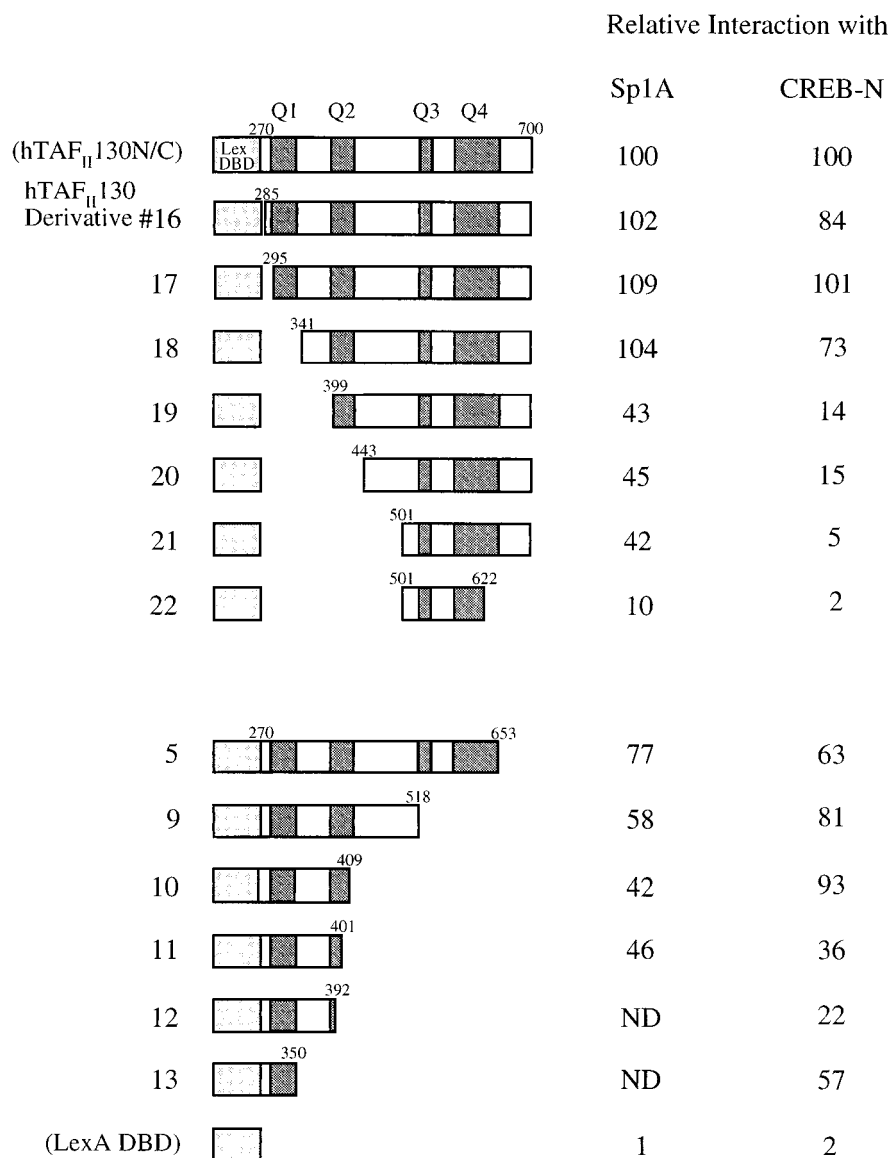 Relative Interaction with
Sp1A CREB-N
Q1 Q2 Q3 Q4
270 700
(hTAFII130N/C) Lex DBD 100 100
hTAFII130
Derivative #16 285 102 84
17 295 109 101
18 341 104 73
19 399 43 14
20 443 45 15
21 501 42 5
22 501 622 10 2
5 270 653 77 63
9 518 58 81
10 409 42 93
11 401 46 36
12 392 ND 22
13 350 ND 57
(LexA DBD) 1 2